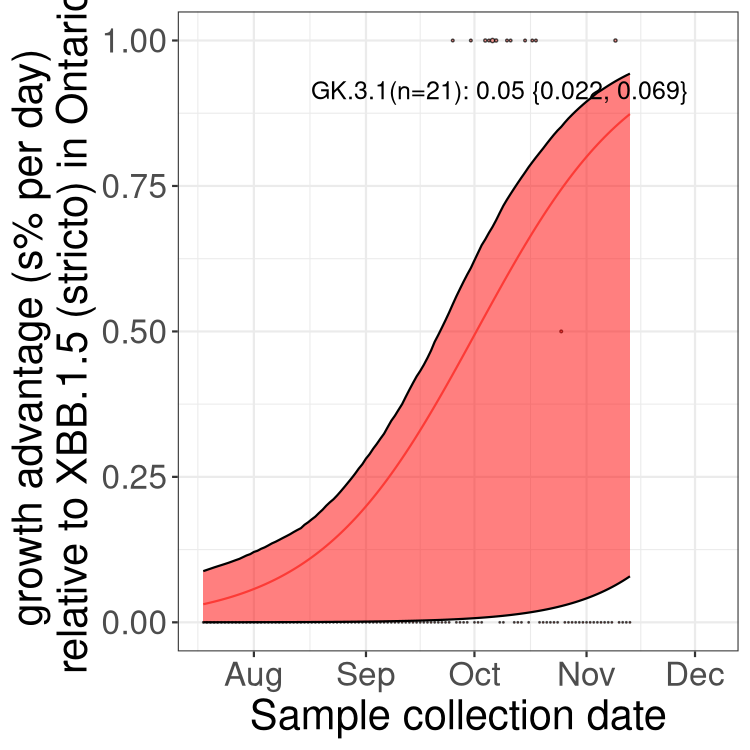 growth advantage (s% per day)
relative to XBB.1.5 (stricto) in Ontario
1.00
0.75
0.50
0.25
0.00
GK.3.1(n=21): 0.05 {0.022, 0.069}
Aug Sep Oct Nov Dec
Sample collection date